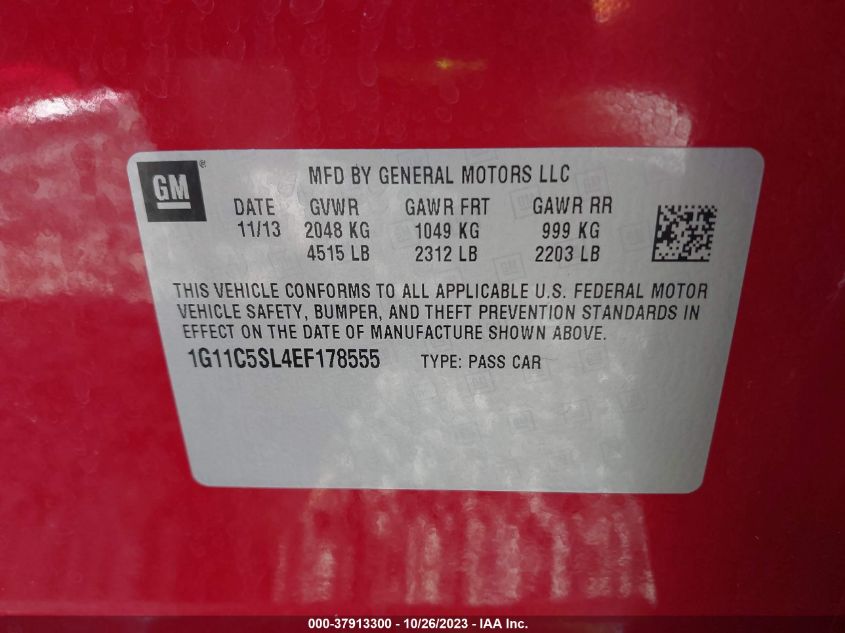 GM®
MFD BY GENERAL MOTORS LLC
DATE GVWR GAWR FRT GAWR RR
11/13 2048 KG 1049 KG 999 KG
4515 LB 2312 LB 2203 LB
THIS VEHICLE CONFORMS TO ALL APPLICABLE U.S. FEDERAL MOTOR
VEHICLE SAFETY, BUMPER, AND THEFT PREVENTION STANDARDS IN
EFFECT ON THE DATE OF MANUFACTURE SHOWN ABOVE.
1G11C5SL4EF178555 TYPE: PASS CAR
000-37913300 - 10/26/2023 - IAA Inc.